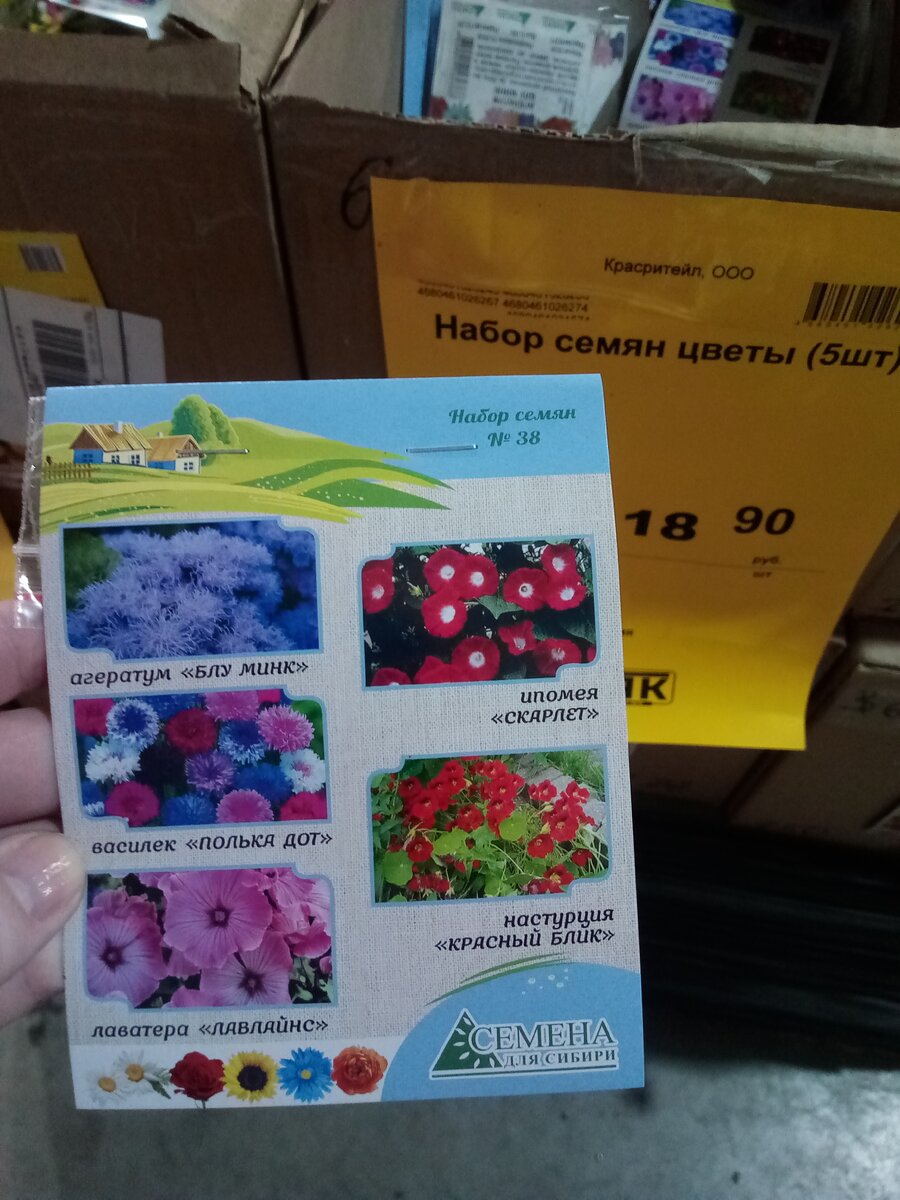 Красритейл, ООО
4680461026267 4680461026274
Набор семян цветы (5шт)
18 90
руб.
шт
Набор семян
№ 38
агератум «БЛУ МИНК»
ипомея
«СКАРЛЕТ»
василек «ПОЛЬКА ДОТ»
настурция
«КРАСНЫЙ БЛИК»
лаватера «ЛАВЛАЙНС»
СЕМЕНА
ДЛЯ СИБИРИ